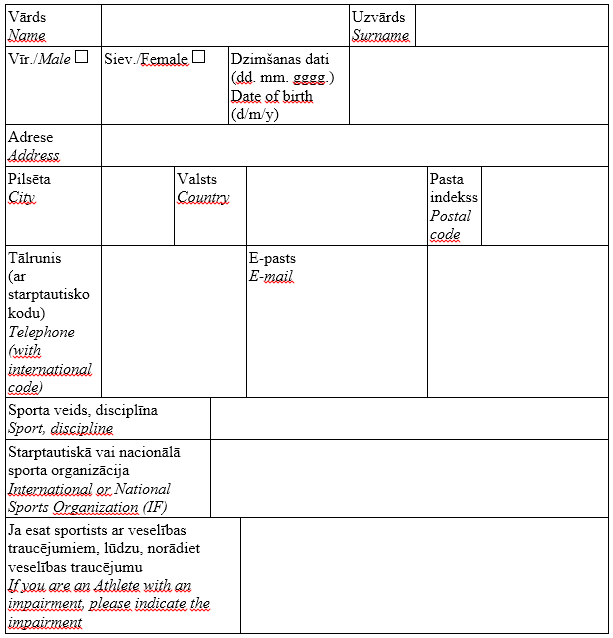 Vārds
Name
Uzvārds
Surname
Vīr./Male
Siev./Female
Dzimšanas dati
(dd. mm. gggg.)
Date of birth
(d/m/y)
Adrese
Address
Pilsēta
City
Valsts
Country
Pasta
indekss
Postal
code
Tālrunis
(ar
starptautisko
kodu)
Telephone
(with
international
code)
E-pasts
E-mail
Sporta veids, disciplīna
Sport, discipline
Starptautiskā vai nacionālā
sporta organizācija
International or National
Sports Organization (IF)
Ja esat sportists ar veselības
traucējumiem, lūdzu, norādiet
veselības traucējumu
If you are an Athlete with an
impairment, please indicate the
impairment